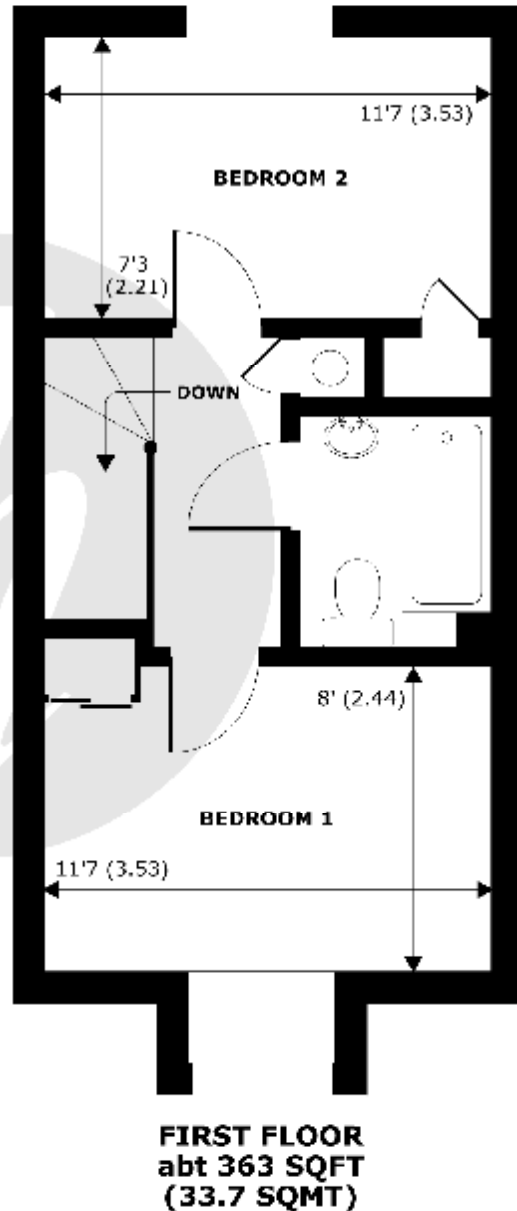 11'7 (3.53)
BEDROOM 2
7'3
(2.21)
DOWN
8' (2.44)
BEDROOM 1
11'7 (3.53)
FIRST FLOOR
abt 363 SQFT
(33.7 SQMT)